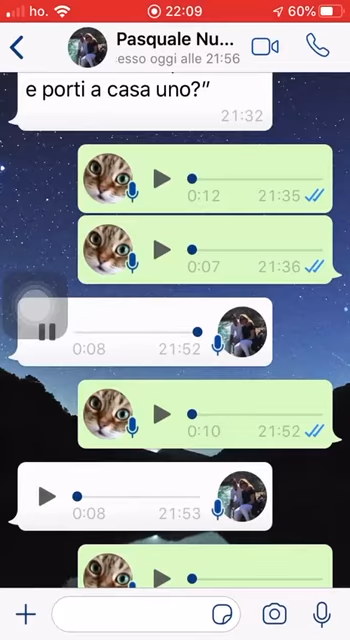 ho.
22:09
60%
Pasquale Nu...
esso oggi alle 21:56
e porti a casa uno?”
21:32
0:12 21:35
0:07 21:36
0:08 21:52
0:10 21:52
0:08 21:53